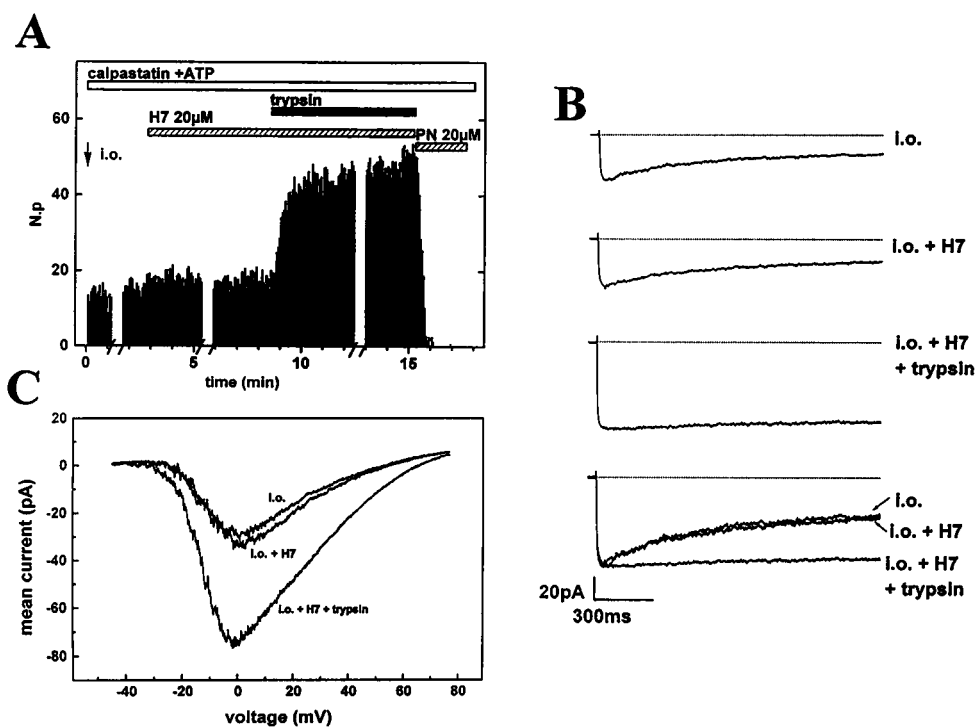 A
calpastatin +ATP
trypsin
H7 20µM
PN 20µM
i.o.
60
40
20
0
N.p
0
5
10
15
time (min)
B
i.o.
i.o. + H7
i.o. + H7
+ trypsin
i.o.
i.o. + H7
i.o. + H7
+ trypsin
20pA
300ms
C
20
0
-20
-40
-60
-80
mean current (pA)
i.o.
i.o. + H7
i.o. + H7 + trypsin
-40
-20
0
20
40
60
80
voltage (mV)